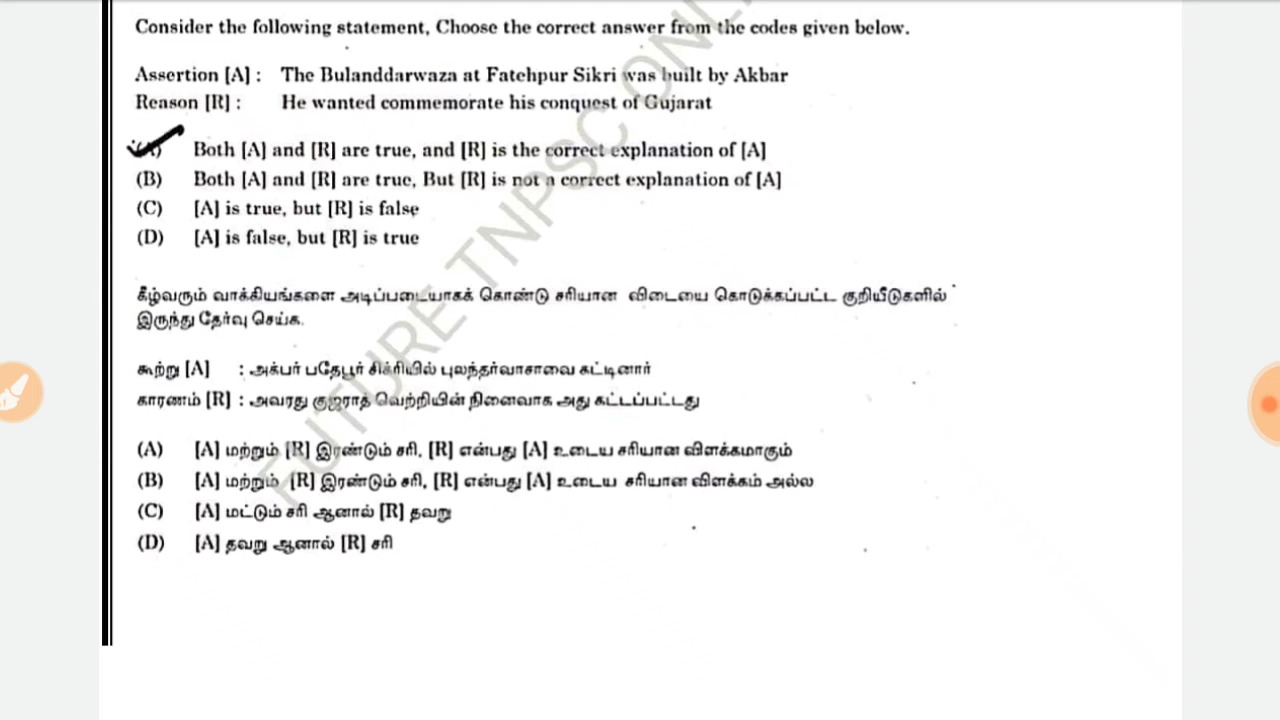 Consider the following statement, Choose the correct answer from the codes given below.
Assertion [A] : The Bulanddarwaza at Fatehpur Sikri was built by Akbar
Reason [R] : He wanted commemorate his conquest of Gujarat
(A) Both [A] and [R] are true, and [R] is the correct explanation of [A]
(B) Both [A] and [R] are true, But [R] is not a correct explanation of [A]
(C) [A] is true, but [R] is false
(D) [A] is false, but [R] is true
கீழ்வரும் வாக்கியங்களை அடிப்படையாகக் கொண்டு சரியான விடையை கொடுக்கப்பட்ட குறியீடுகளில்
இருந்து தேர்வு செய்க.
கூற்று [A] : அக்பர் பதேபூர் சிக்ரியில் புலந்தர்வாசாவை கட்டினார்
காரணம் [R] : அவரது குஜராத் வெற்றியின் நினைவாக அது கட்டப்பட்டது
(A) [A] மற்றும் [R] இரண்டும் சரி, [R] என்பது [A] உடைய சரியான விளக்கமாகும்
(B) [A] மற்றும் [R] இரண்டும் சரி, [R] என்பது [A] உடைய சரியான விளக்கம் அல்ல
(C) [A] மட்டும் சரி ஆனால் [R] தவறு
(D) [A] தவறு ஆனால் [R] சரி
FUTURE TNPSC ONLI